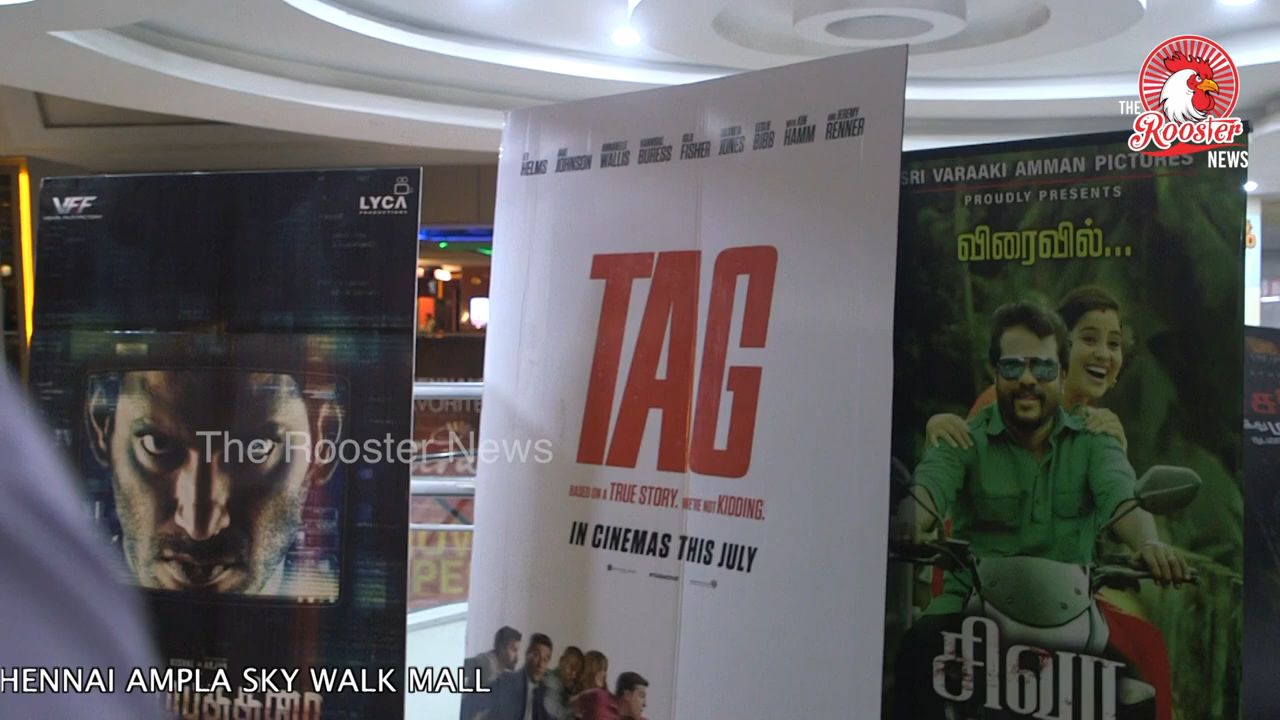 THE
Rooster
NEWS
VFF
LYCA
PRODUCTIONS
HELMS JOHNSON WALLIS BURESS FISHER JONES BIBB HAMM RENNER
TAG
BASED ON A TRUE STORY. WE'RE NOT KIDDING.
IN CINEMAS THIS JULY
SRI VARAAKI AMMAN PICTURES
PROUDLY PRESENTS
விரைவில்...
சிவா
The Rooster News
HENNAI AMPLA SKY WALK MALL